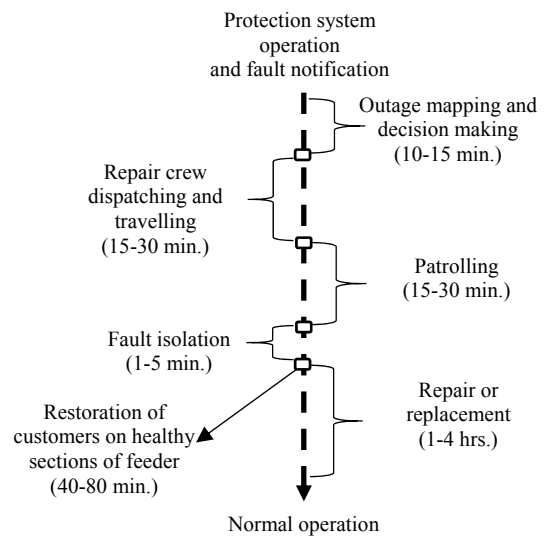 Protection system
operation
and fault notification
Outage mapping and
decision making
(10-15 min.)
Repair crew
dispatching and
travelling
(15-30 min.)
Patrolling
(15-30 min.)
Fault isolation
(1-5 min.)
Repair or
replacement
(1-4 hrs.)
Restoration of
customers on healthy
sections of feeder
(40-80 min.)
Normal operation